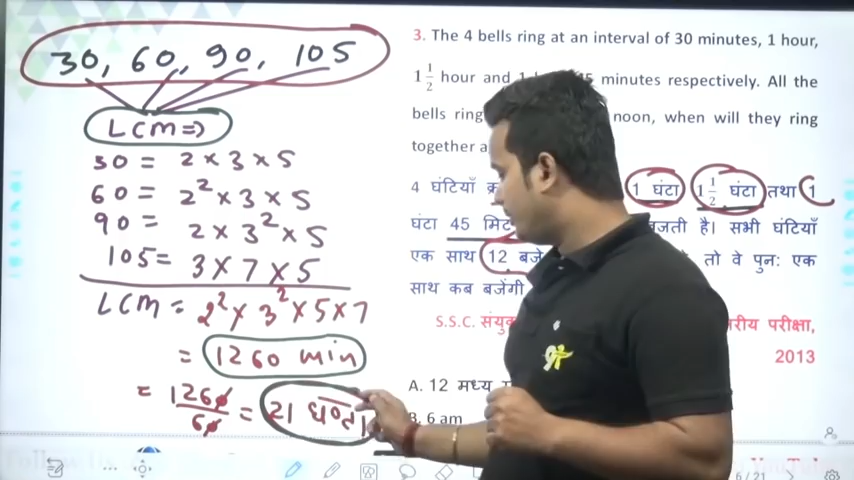 30, 60, 90, 105
LCM⇒
30 = 2 × 3 × 5
60 = 2² × 3 × 5
90 = 2 × 3² × 5
105 = 3 × 7 × 5
LCM = 2² × 3² × 5 × 7
= 1260 min
= 1260/60 = 21 घण्टा
3. The 4 bells ring at an interval of 30 minutes, 1 hour,
1 1/2 hour and 1 minutes respectively. All the
bells ring noon, when will they ring
together
4 घंटियाँ 1 घंटा 1 1/2 घंटा तथा 1
घंटा 45 मिनट बजती है। सभी घंटियाँ
एक साथ 12 बजे तो वे पुनः एक
साथ कब बजेंगी
S.S.C. परीक्षा,
2013
A. 12 मध्य
B. 6 am
6/21